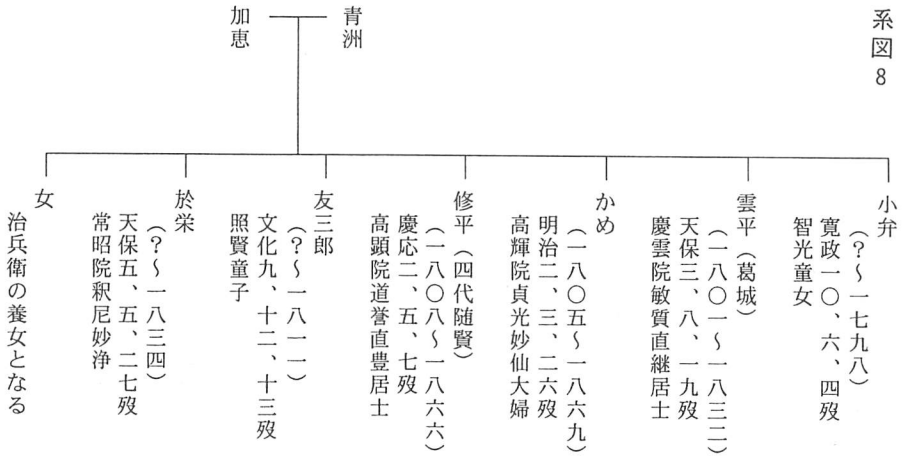 系図8
青洲
加恵
小弁
(?〜一七九八)
寛政一〇、六、四歿
智光童女
雲平(葛城)
(一八〇一〜一八三二)
天保三、八、一九歿
慶雲院敏質直継居士
かめ
(一八〇五〜一八六九)
明治二、三、二六歿
高輝院貞光妙仙大婦
修平(四代随賢)
(一八〇八〜一八六六)
慶応二、五、七歿
高顕院道誉直豊居士
友三郎
(?〜一八一一)
文化九、十二、十三歿
照賢童子
於栄
(?〜一八三四)
天保五、五、二七歿
常昭院釈尼妙浄
女
治兵衛の養女となる